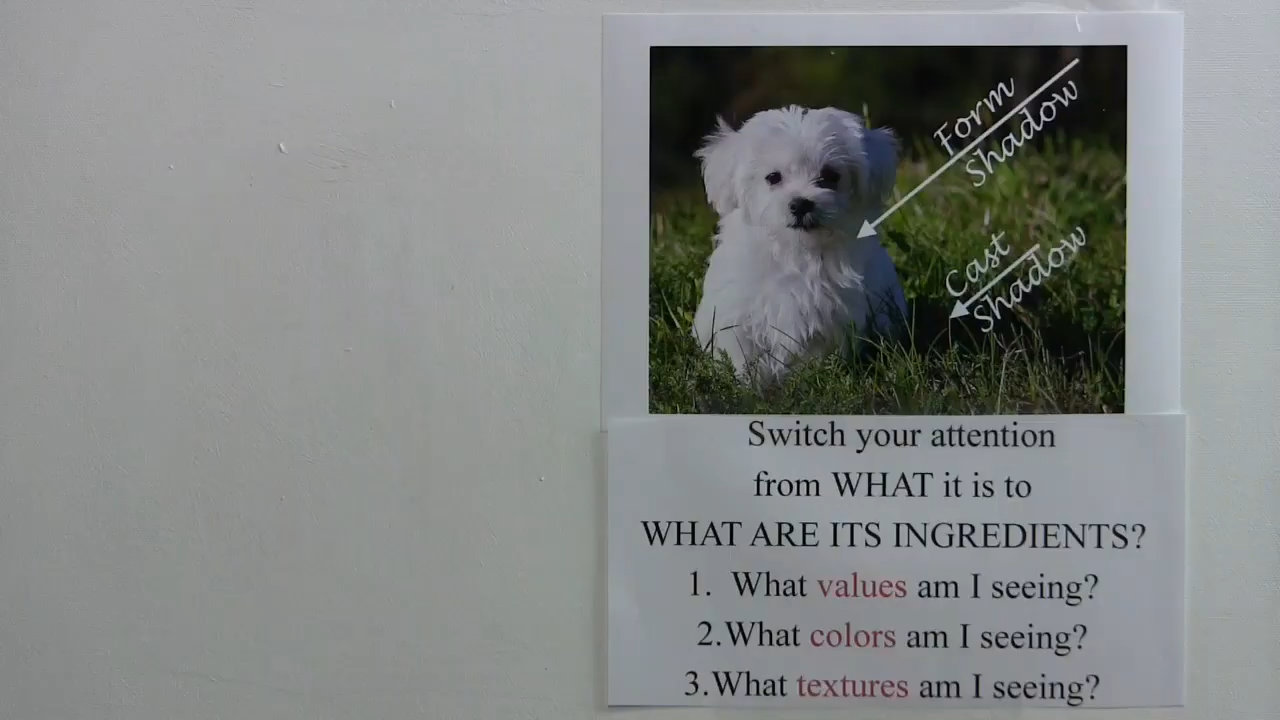 Form
Shadow
Cast
Shadow
Switch your attention
from WHAT it is to
WHAT ARE ITS INGREDIENTS?
1. What values am I seeing?
2.What colors am I seeing?
3.What textures am I seeing?